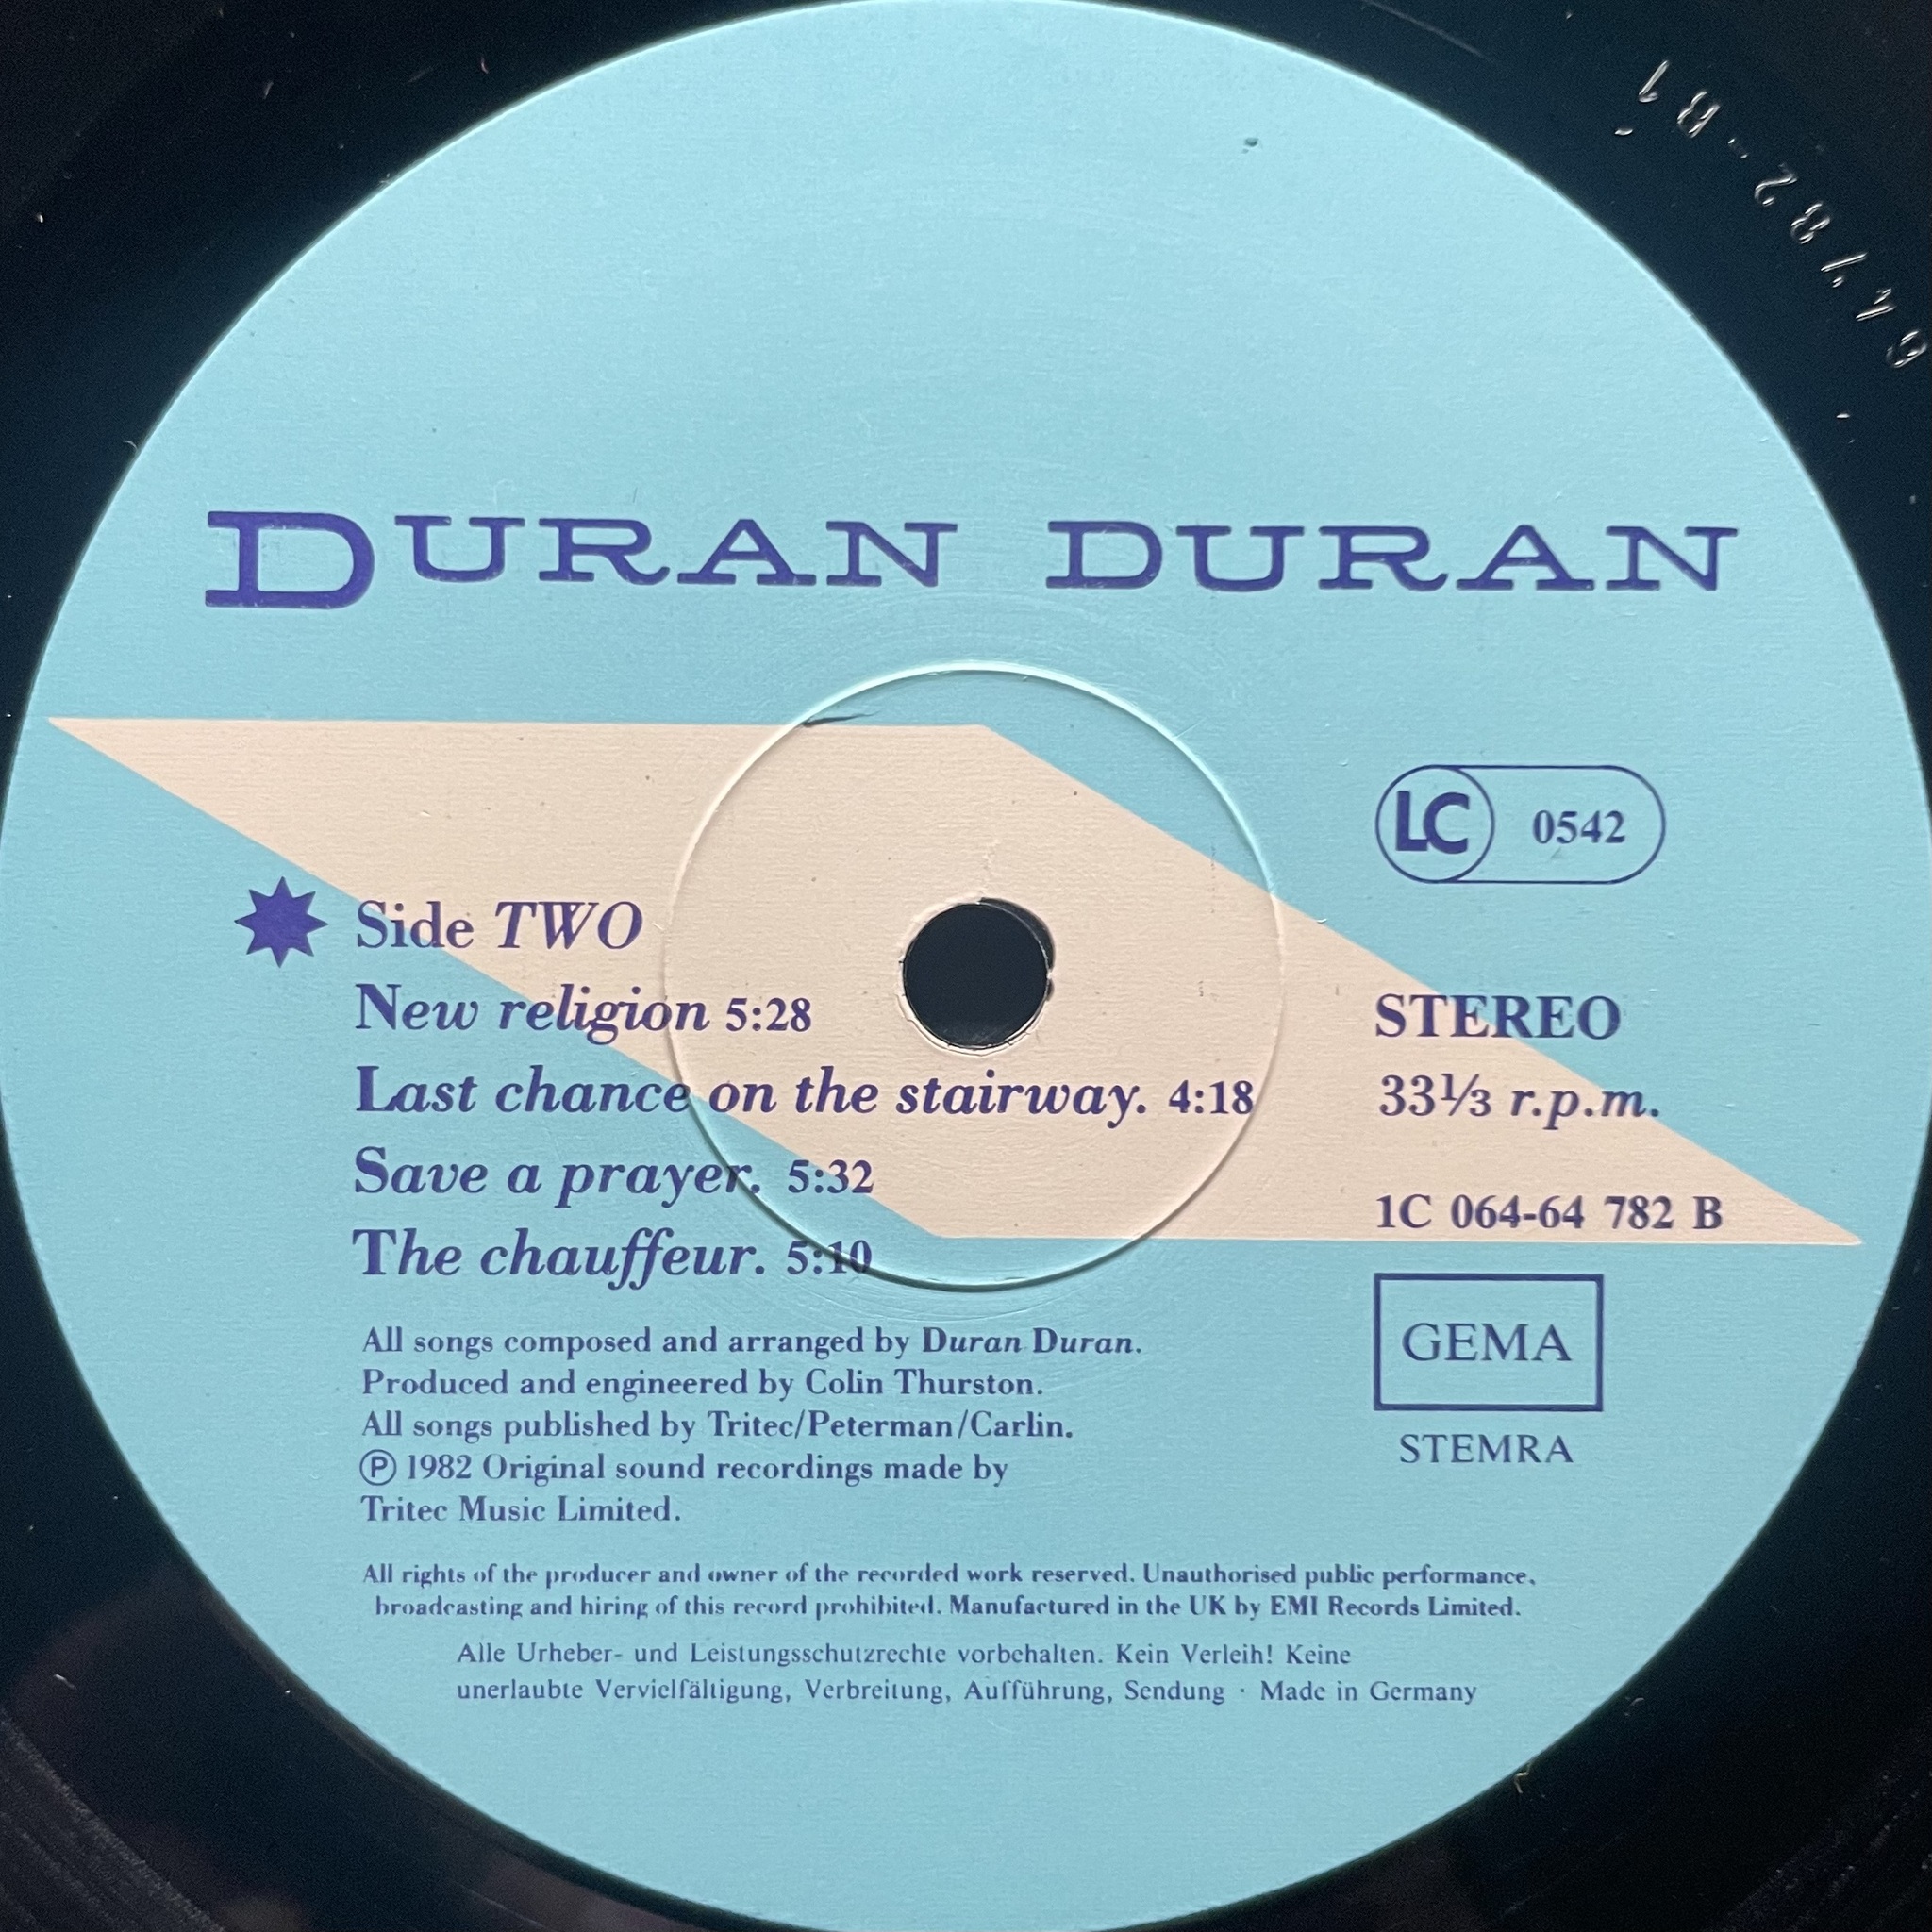 64782-B1
DURAN DURAN
LC 0542
Side TWO
New religion 5:28
Last chance on the stairway. 4:18
Save a prayer. 5:32
The chauffeur. 5:10
STEREO
33⅓ r.p.m.
1C 064-64 782 B
GEMA
STEMRA
All songs composed and arranged by Duran Duran.
Produced and engineered by Colin Thurston.
All songs published by Tritec/Peterman/Carlin.
Ⓟ 1982 Original sound recordings made by
Tritec Music Limited.
All rights of the producer and owner of the recorded work reserved. Unauthorised public performance,
broadcasting and hiring of this record prohibited. Manufactured in the UK by EMI Records Limited.
Alle Urheber- und Leistungsschutzrechte vorbehalten. Kein Verleih! Keine
unerlaubte Vervielfältigung, Verbreitung, Aufführung, Sendung · Made in Germany